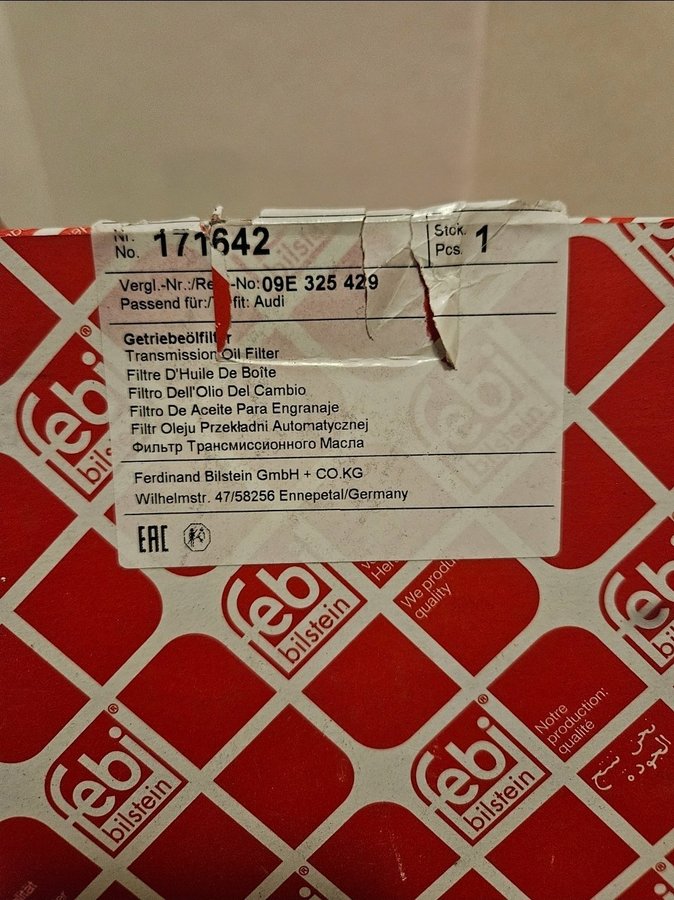 Nr.
No. 171642
Stck.
Pcs. 1
Vergl.-Nr.:/Re -No: 09E 325 429
Passend für:/ fit: Audi
Getriebeölfilter
Transmission Oil Filter
Filtre D'Huile De Boîte
Filtro Dell'Olio Del Cambio
Filtro De Aceite Para Engranaje
Filtr Oleju Przekładni Automatycznej
Фильтр Трансмиссионного Масла
Ferdinand Bilstein GmbH + CO.KG
Wilhelmstr. 47/58256 Ennepetal/Germany
EAC
febi
bilstein
febi
bilstein
We produ
quality
febi
bilstein
febi
bilstein
Notre
production:
qualité
febi
bilstein
الجودة